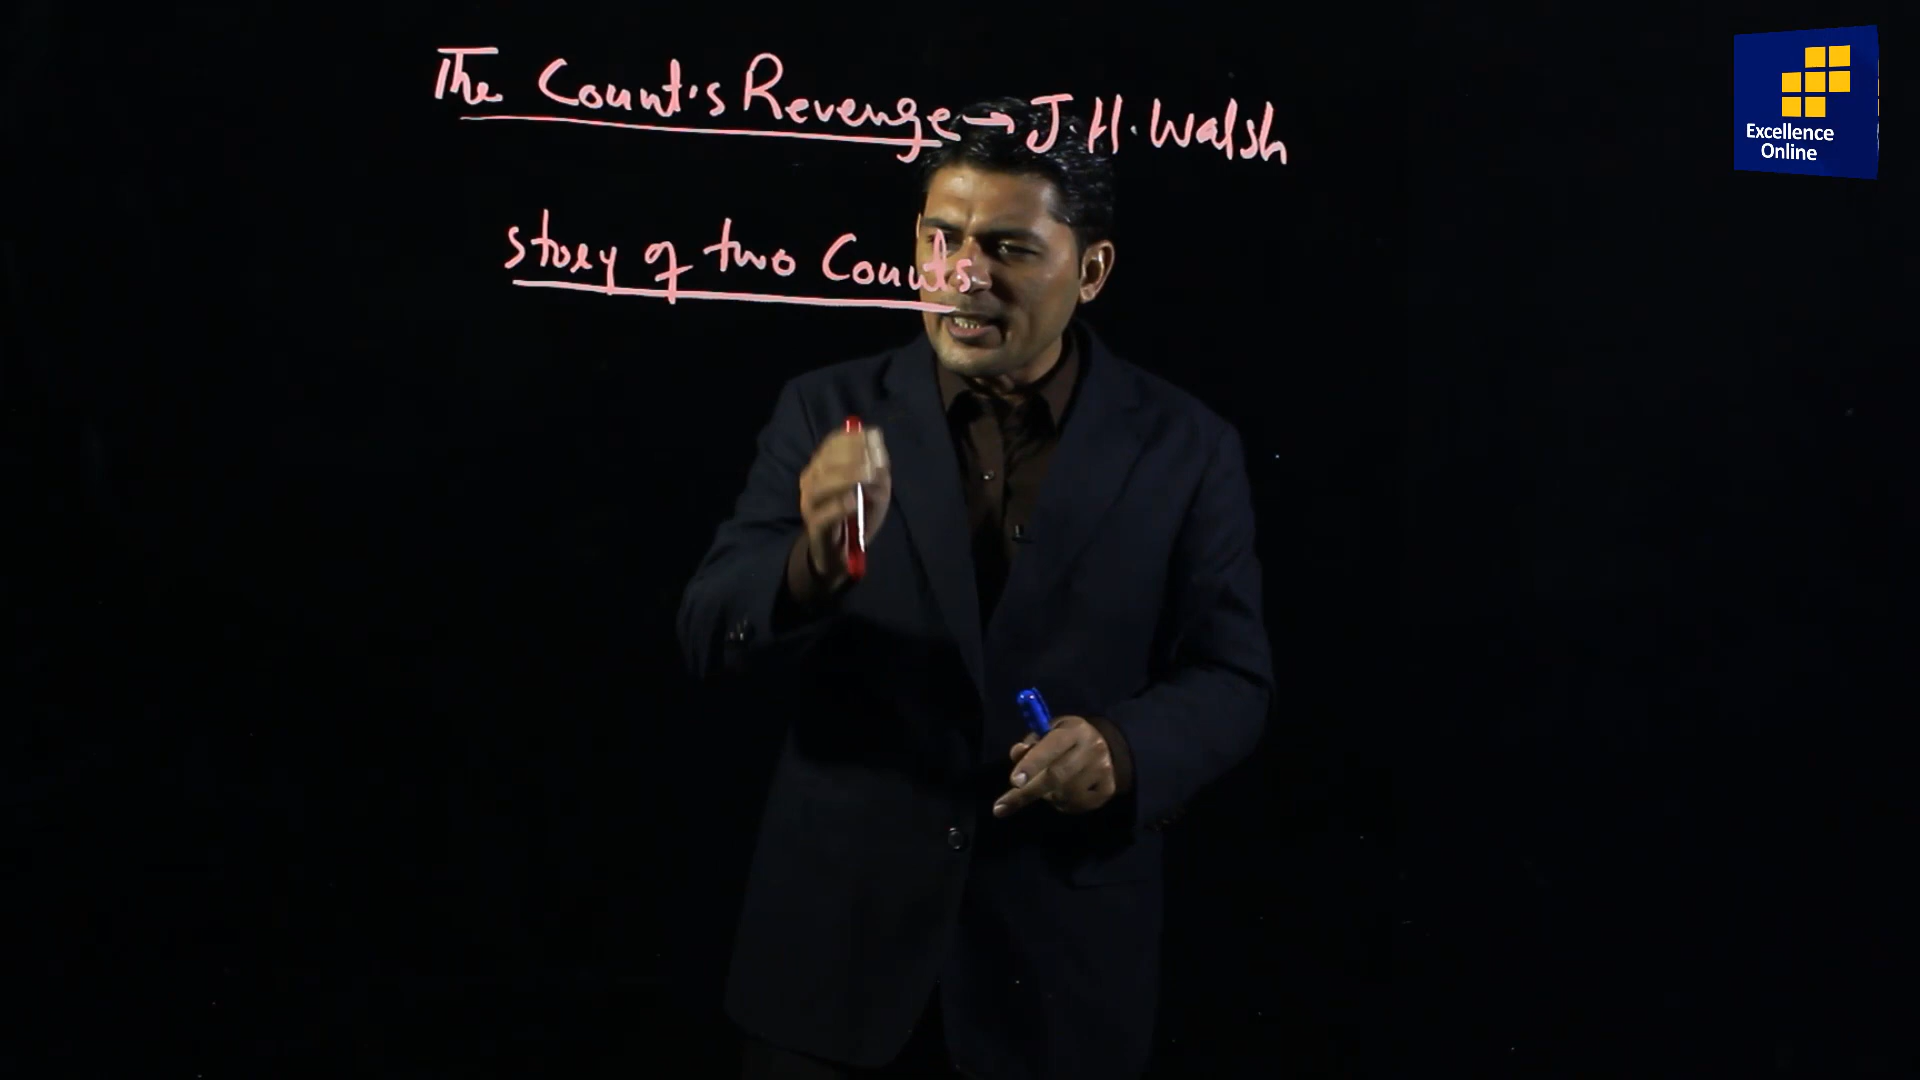 The Count's Revenge → J.H. Walsh
Story of two Counts
Excellence
Online